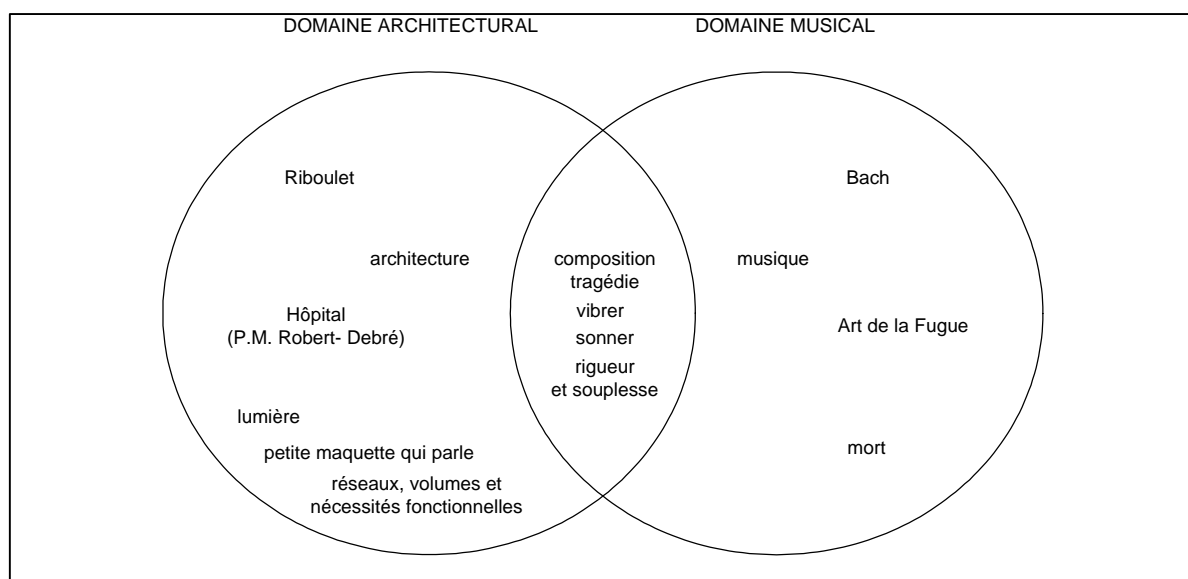 DOMAINE ARCHITECTURAL
DOMAINE MUSICAL
Riboulet
architecture
Hôpital
(P.M. Robert- Debré)
lumière
petite maquette qui parle
réseaux, volumes et
nécessités fonctionnelles
composition
tragédie
vibrer
sonner
rigueur
et souplesse
Bach
musique
Art de la Fugue
mort